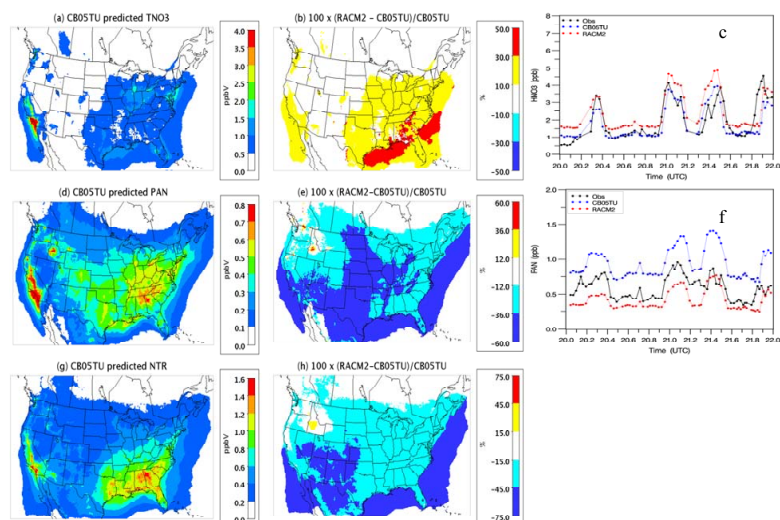 (a) CB05TU predicted TNO3
4.0
3.5
3.0
2.5
2.0
1.5
1.0
0.5
0.0
ppbV
(b) 100 x (RACM2 - CB05TU)/CB05TU
50.0
30.0
10.0
-10.0
-30.0
-50.0
%
c
Obs
CB05TU
RACM2
HNO3 (ppb)
6
5
4
3
2
1
0
20.0 20.2 20.4 20.6 20.8 21.0 21.2 21.4 21.6 21.8 22.0
Time (UTC)
(d) CB05TU predicted PAN
0.8
0.7
0.6
0.5
0.4
0.3
0.2
0.1
0.0
ppbV
(e) 100 x (RACM2-CB05TU)/CB05TU
60.0
36.0
12.0
-12.0
-36.0
-60.0
%
f
Obs
CB05TU
RACM2
PAN (ppb)
2.0
1.5
1.0
0.5
0.0
20.0 20.2 20.4 20.6 20.8 21.0 21.2 21.4 21.6 21.8 22.0
Time (UTC)
(g) CB05TU predicted NTR
1.6
1.4
1.2
1.0
0.8
0.6
0.4
0.2
0.0
ppbV
(h) 100 x (RACM2-CB05TU)/CB05TU
75.0
45.0
15.0
-15.0
-45.0
-75.0
%